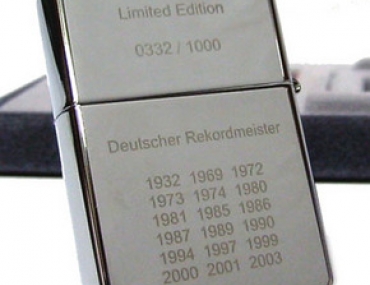 Limited Edition
0332 / 1000
Deutscher Rekordmeister
1932 1969 1972
1973 1974 1980
1981 1985 1986
1987 1989 1990
1994 1997 1999
2000 2001 2003